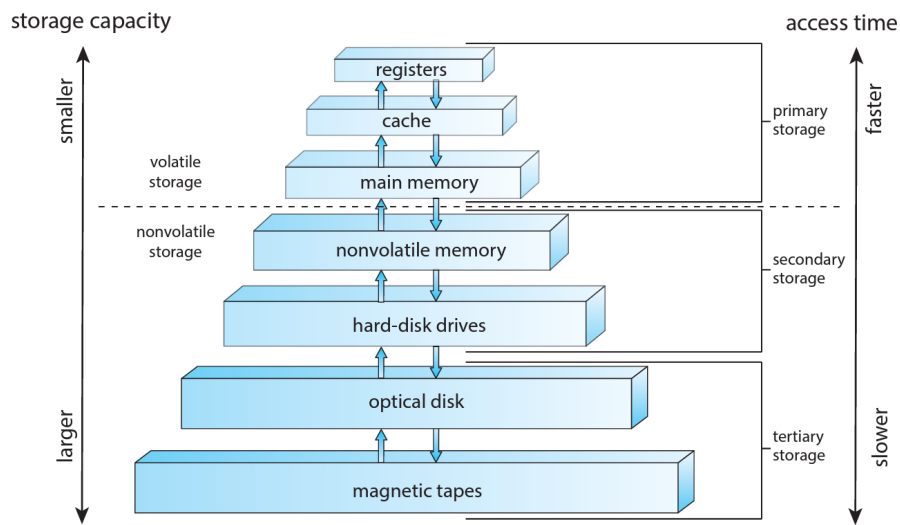 storage capacity
access time
smaller
larger
faster
slower
registers
cache
main memory
nonvolatile memory
hard-disk drives
optical disk
magnetic tapes
volatile
storage
nonvolatile
storage
primary
storage
secondary
storage
tertiary
storage